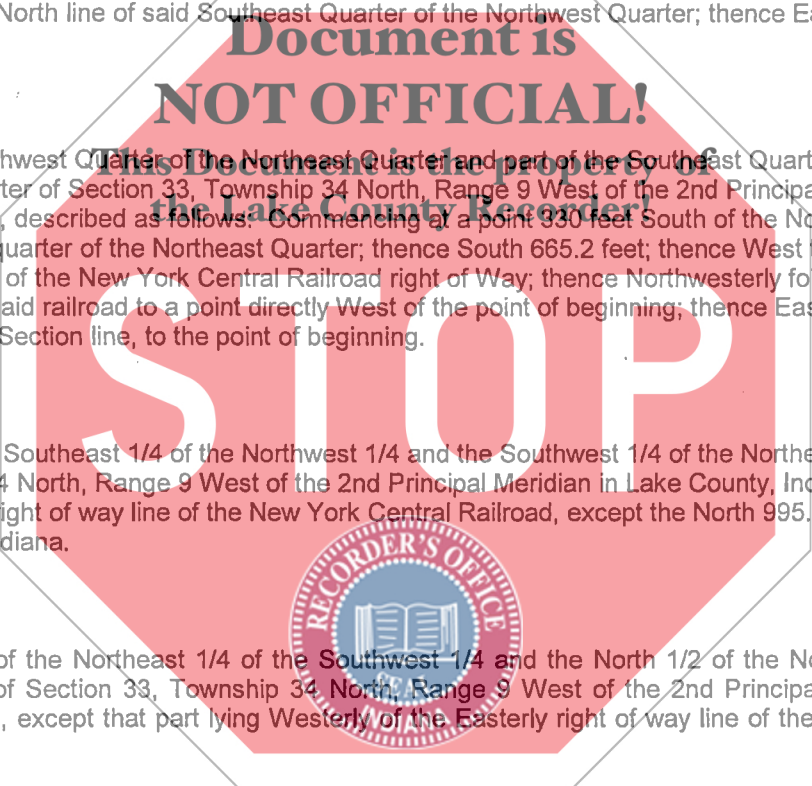 North line of said Southeast Quarter of the Northwest Quarter; thence Ea
Document is
NOT OFFICIAL!
hwest Quarter of the Northeast Quarter and part of the Southeast Quart
This Document is the property of
ter of Section 33, Township 34 North, Range 9 West of the 2nd Principa
the Lake County Recorder!
, described as follows: Commencing at a point 930 feet South of the No
quarter of the Northeast Quarter; thence South 665.2 feet; thence West
of the New York Central Railroad right of Way; thence Northwesterly fo
aid railroad to a point directly West of the point of beginning; thence Eas
Section line, to the point of beginning.
STOP
Southeast 1/4 of the Northwest 1/4 and the Southwest 1/4 of the Northe
4 North, Range 9 West of the 2nd Principal Meridian in Lake County, Ind
ight of way line of the New York Central Railroad, except the North 995.
diana.
RECORDER'S OFFICE
of the Northeast 1/4 of the Southwest 1/4 and the North 1/2 of the No
SEAL
of Section 33, Township 34 North, Range 9 West of the 2nd Principa
INDIANA
, except that part lying Westerly of the Easterly right of way line of the